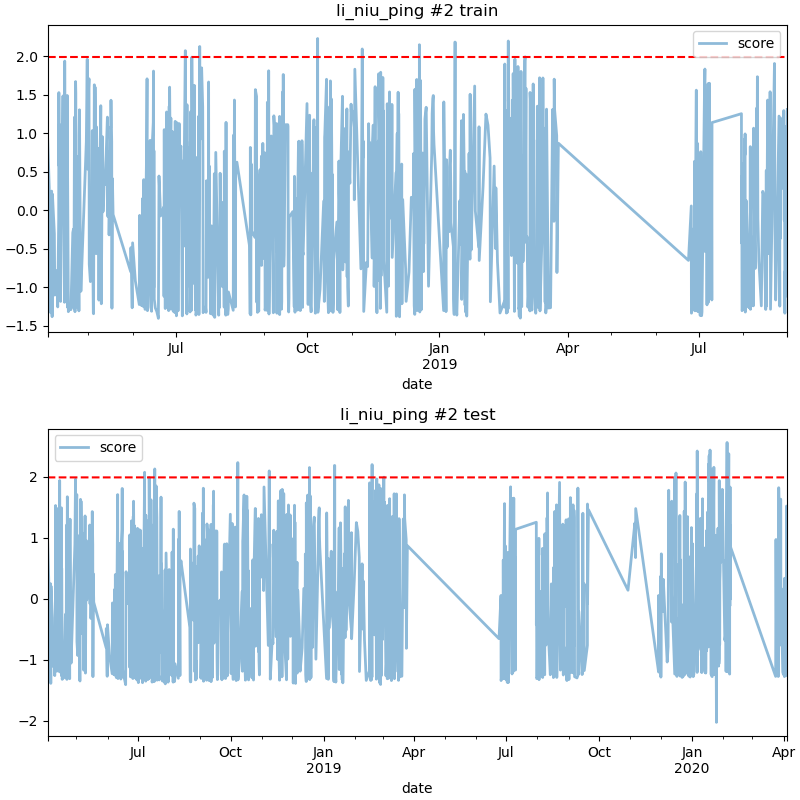 li_niu_ping #2 train
score
2.0
1.5
1.0
0.5
0.0
−0.5
−1.0
−1.5
Jul Oct Jan Apr Jul
2019
date
li_niu_ping #2 test
score
2
1
0
−1
−2
Jul Oct Jan Apr Jul Oct Jan Apr
2019 2020
date